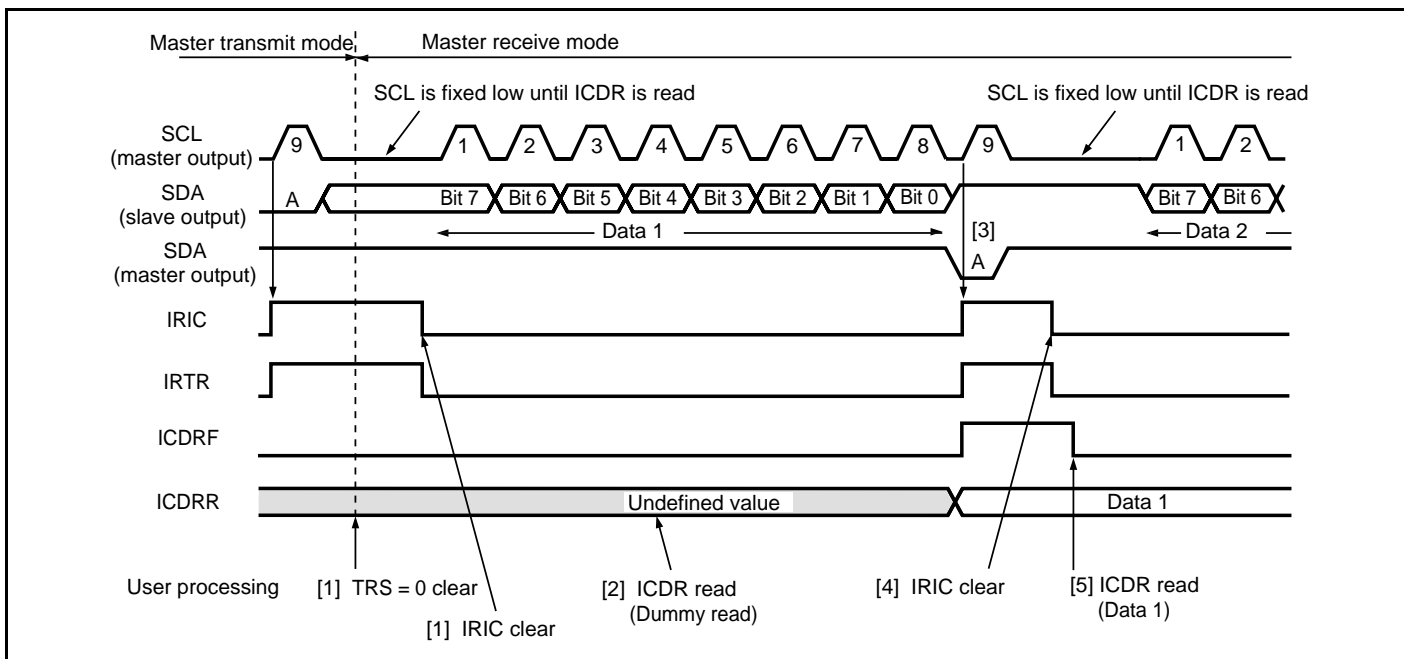 Master transmit mode
Master receive mode
SCL is fixed low until ICDR is read
SCL is fixed low until ICDR is read
SCL
(master output)
9
1
2
3
4
5
6
7
8
9
1
2
SDA
(slave output)
A
Bit 7
Bit 6
Bit 5
Bit 4
Bit 3
Bit 2
Bit 1
Bit 0
Bit 7
Bit 6
Data 1
[3]
Data 2
SDA
(master output)
A
IRIC
IRTR
ICDRF
ICDRR
Undefined value
Data 1
User processing
[1] TRS = 0 clear
[2] ICDR read
(Dummy read)
[4] IRIC clear
[5] ICDR read
(Data 1)
[1] IRIC clear